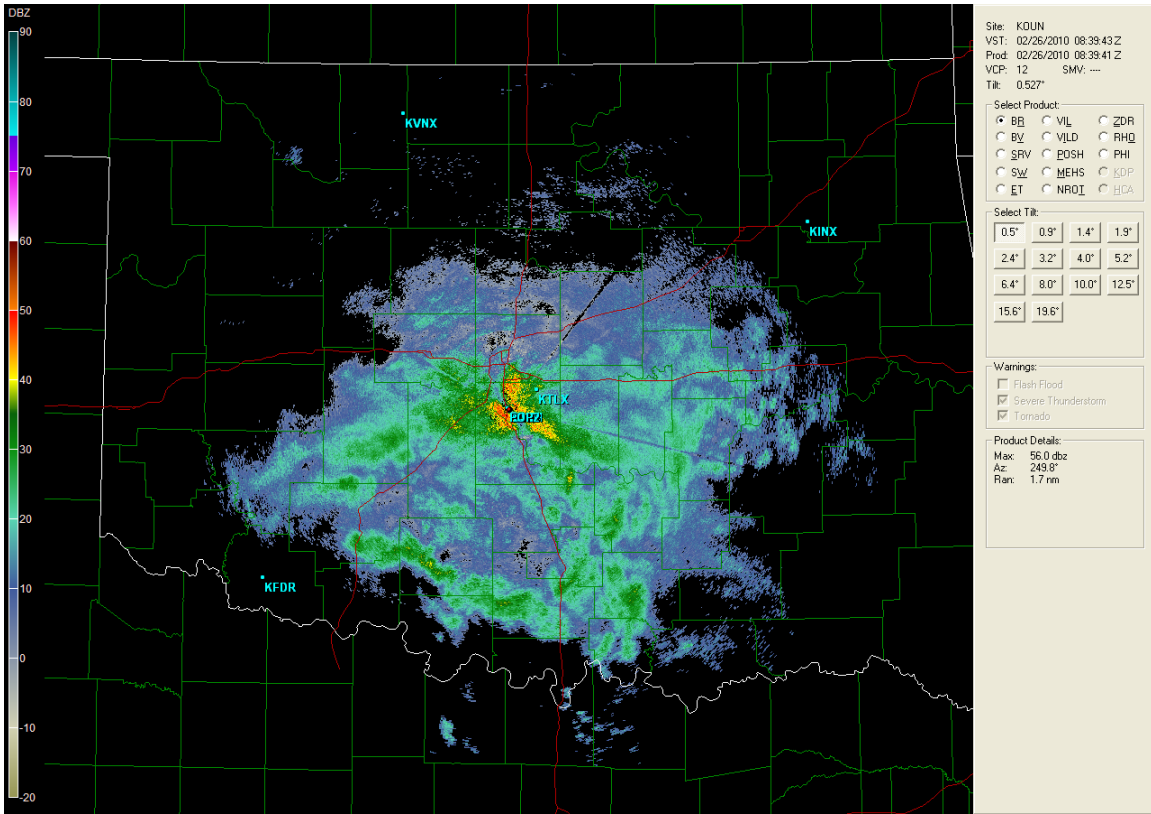 DBZ
90
80
70
60
50
40
30
20
10
0
-10
-20
KVNX
KINX
KTLX
KFDR
Site: KOUN
VST: 02/26/2010 08:39:43 Z
Prod: 02/26/2010 08:39:41 Z
VCP: 12 SMV: ----
Tilt: 0.527°
Select Product:
BR VIL ZDR
BV VILD RHO
SRV POSH PHI
SW MEHS KDP
ET NROT HCA
Select Tilt:
0.5° 0.9° 1.4° 1.9°
2.4° 3.2° 4.0° 5.2°
6.4° 8.0° 10.0° 12.5°
15.6° 19.6°
Warnings:
Flash Flood
Severe Thunderstorm
Tornado
Product Details:
Max: 56.0 dbz
Az: 249.8°
Ran: 1.7 nm